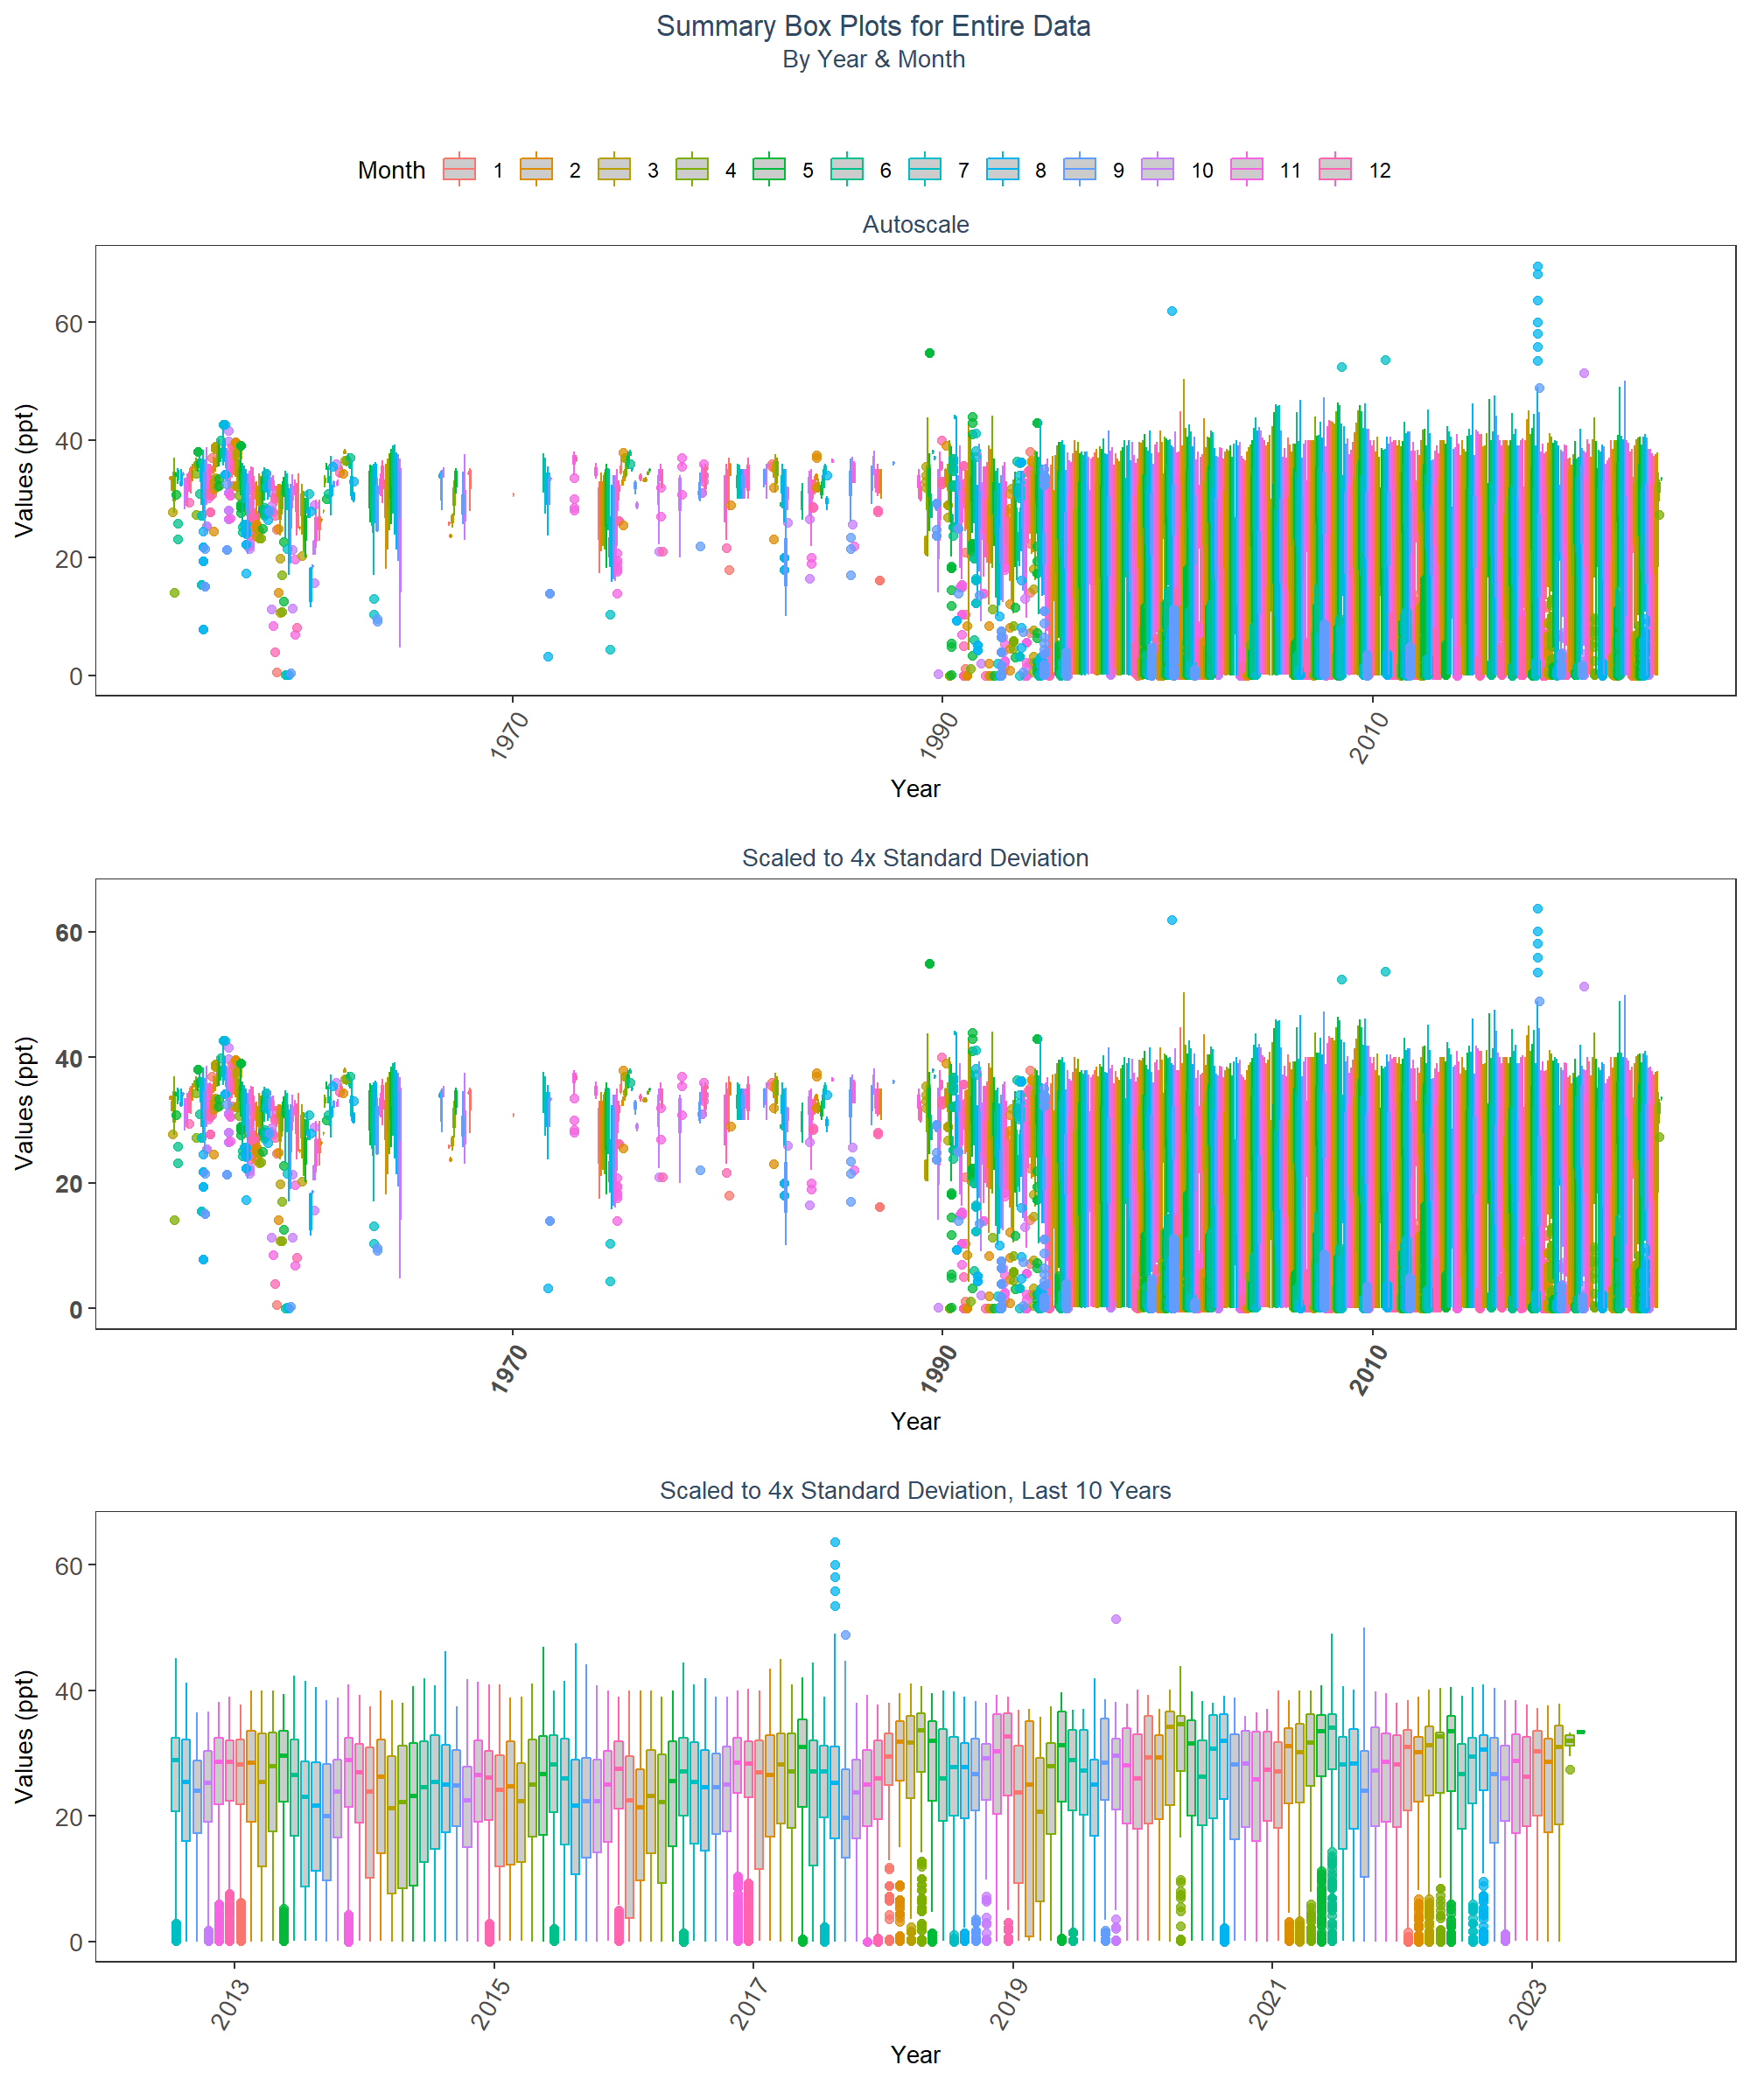 Summary Box Plots for Entire Data
By Year & Month
Month 1 2 3 4 5 6 7 8 9 10 11 12
Autoscale
Values (ppt)
60
40
20
0
1970 1990 2010
Year
Scaled to 4x Standard Deviation
Values (ppt)
60
40
20
0
1970 1990 2010
Year
Scaled to 4x Standard Deviation, Last 10 Years
Values (ppt)
60
40
20
0
2013 2015 2017 2019 2021 2023
Year